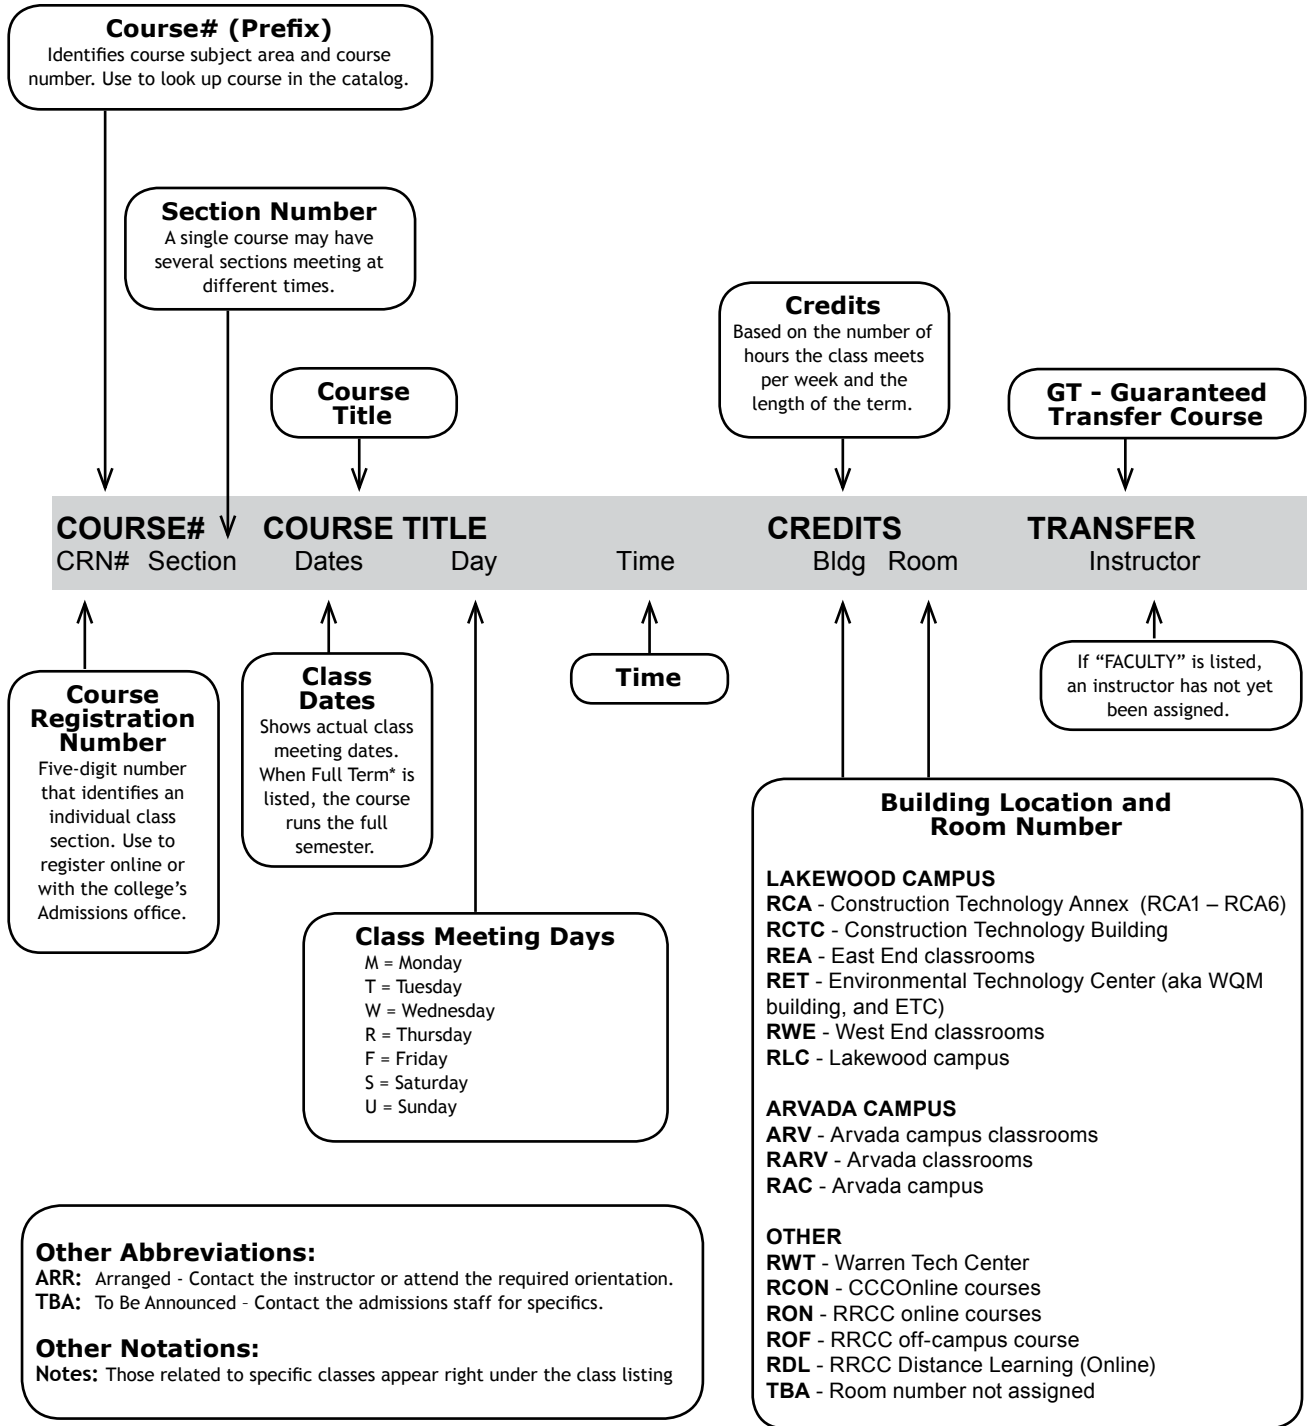 Course# (Prefix)
Identifies course subject area and course
number. Use to look up course in the catalog.
Section Number
A single course may have
several sections meeting at
different times.
Course
Title
Credits
Based on the number of
hours the class meets
per week and the
length of the term.
GT - Guaranteed
Transfer Course
COURSE# COURSE TITLE CREDITS TRANSFER
CRN# Section Dates Day Time Bldg Room Instructor
Course
Registration
Number
Five-digit number
that identifies an
individual class
section. Use to
register online or
with the college’s
Admissions office.
Class
Dates
Shows actual class
meeting dates.
When Full Term* is
listed, the course
runs the full
semester.
Time
If “FACULTY” is listed,
an instructor has not yet
been assigned.
Class Meeting Days
M = Monday
T = Tuesday
W = Wednesday
R = Thursday
F = Friday
S = Saturday
U = Sunday
Building Location and
Room Number
LAKEWOOD CAMPUS
RCA - Construction Technology Annex (RCA1 – RCA6)
RCTC - Construction Technology Building
REA - East End classrooms
RET - Environmental Technology Center (aka WQM
building, and ETC)
RWE - West End classrooms
RLC - Lakewood campus
ARVADA CAMPUS
ARV - Arvada campus classrooms
RARV - Arvada classrooms
RAC - Arvada campus
OTHER
RWT - Warren Tech Center
RCON - CCCOnline courses
RON - RRCC online courses
ROF - RRCC off-campus course
RDL - RRCC Distance Learning (Online)
TBA - Room number not assigned
Other Abbreviations:
ARR: Arranged - Contact the instructor or attend the required orientation.
TBA: To Be Announced – Contact the admissions staff for specifics.
Other Notations:
Notes: Those related to specific classes appear right under the class listing